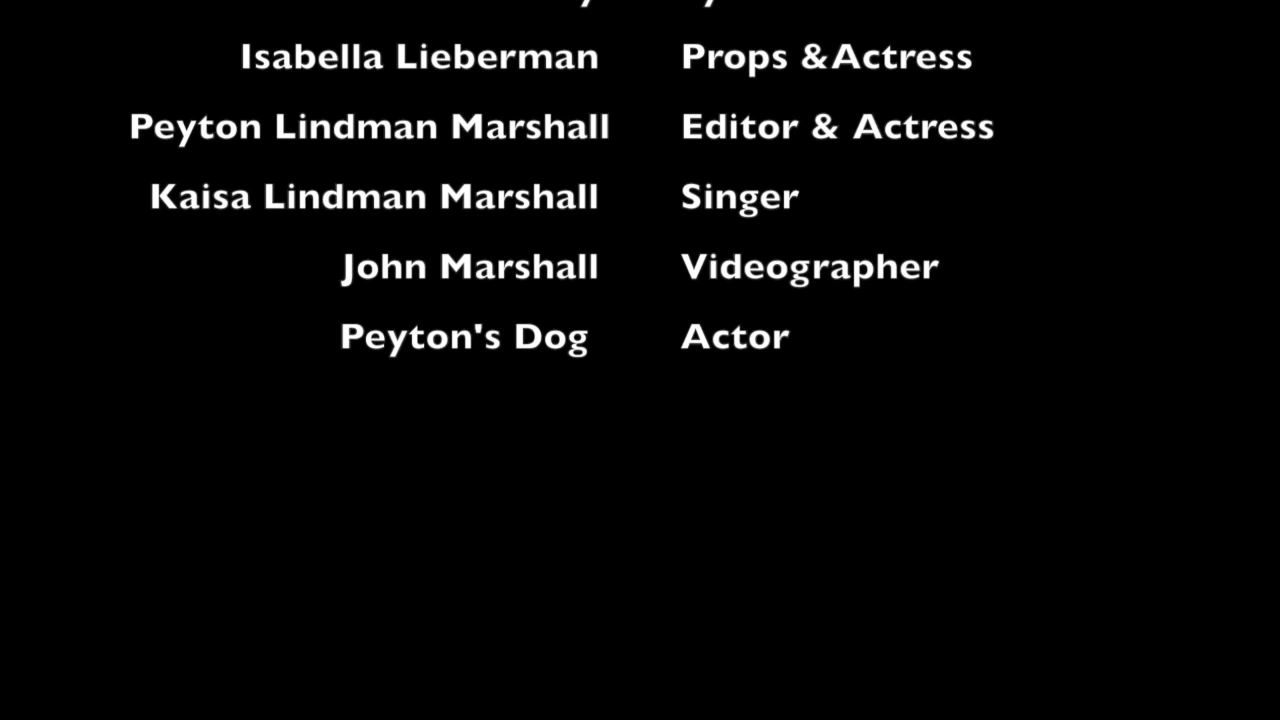 Isabella Lieberman Props &Actress
Peyton Lindman Marshall Editor & Actress
Kaisa Lindman Marshall Singer
John Marshall Videographer
Peyton's Dog Actor